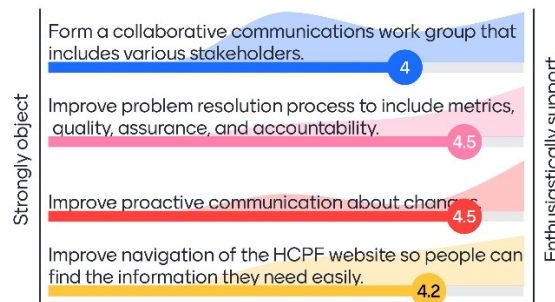 Form a collaborative communications work group that
includes various stakeholders.
4
Improve problem resolution process to include metrics,
quality, assurance, and accountability.
4.5
Improve proactive communication about changes.
4.5
Improve navigation of the HCPF website so people can
find the information they need easily.
4.2
Strongly object
Enthusiastically support